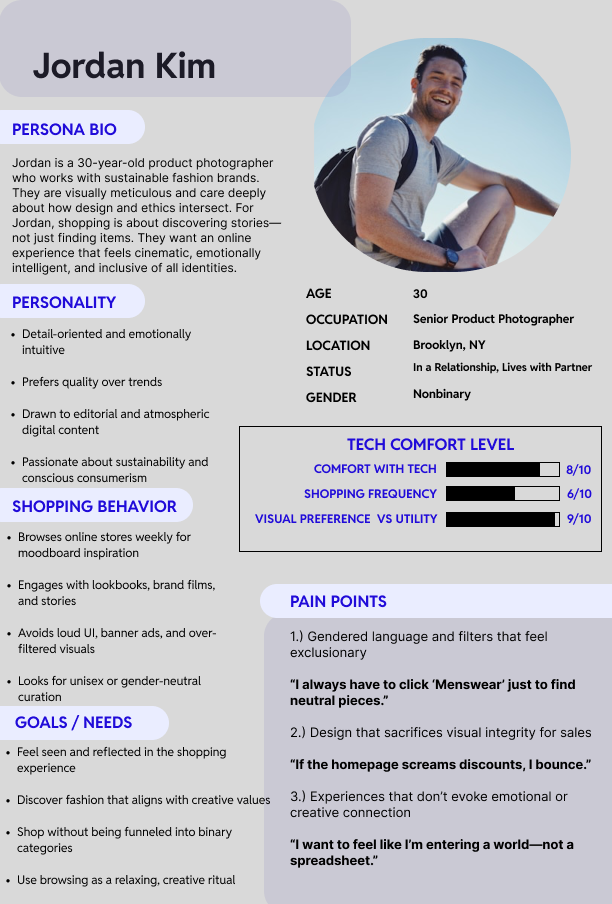 Jordan Kim
PERSONA BIO
Jordan is a 30-year-old product photographer
who works with sustainable fashion brands.
They are visually meticulous and care deeply
about how design and ethics intersect. For
Jordan, shopping is about discovering stories—
not just finding items. They want an online
experience that feels cinematic, emotionally
intelligent, and inclusive of all identities.
PERSONALITY
• Detail-oriented and emotionally
intuitive
• Prefers quality over trends
• Drawn to editorial and atmospheric
digital content
• Passionate about sustainability and
conscious consumerism
SHOPPING BEHAVIOR
• Browses online stores weekly for
moodboard inspiration
• Engages with lookbooks, brand films,
and stories
• Avoids loud UI, banner ads, and over-
filtered visuals
• Looks for unisex or gender-neutral
curation
GOALS / NEEDS
• Feel seen and reflected in the shopping
experience
• Discover fashion that aligns with creative values
• Shop without being funneled into binary
categories
• Use browsing as a relaxing, creative ritual
AGE 30
OCCUPATION Senior Product Photographer
LOCATION Brooklyn, NY
STATUS In a Relationship, Lives with Partner
GENDER Nonbinary
TECH COMFORT LEVEL
COMFORT WITH TECH 8/10
SHOPPING FREQUENCY 6/10
VISUAL PREFERENCE VS UTILITY 9/10
PAIN POINTS
1.) Gendered language and filters that feel
exclusionary
“I always have to click ‘Menswear’ just to find
neutral pieces.”
2.) Design that sacrifices visual integrity for sales
“If the homepage screams discounts, I bounce.”
3.) Experiences that don’t evoke emotional or
creative connection
“I want to feel like I’m entering a world—not a
spreadsheet.”